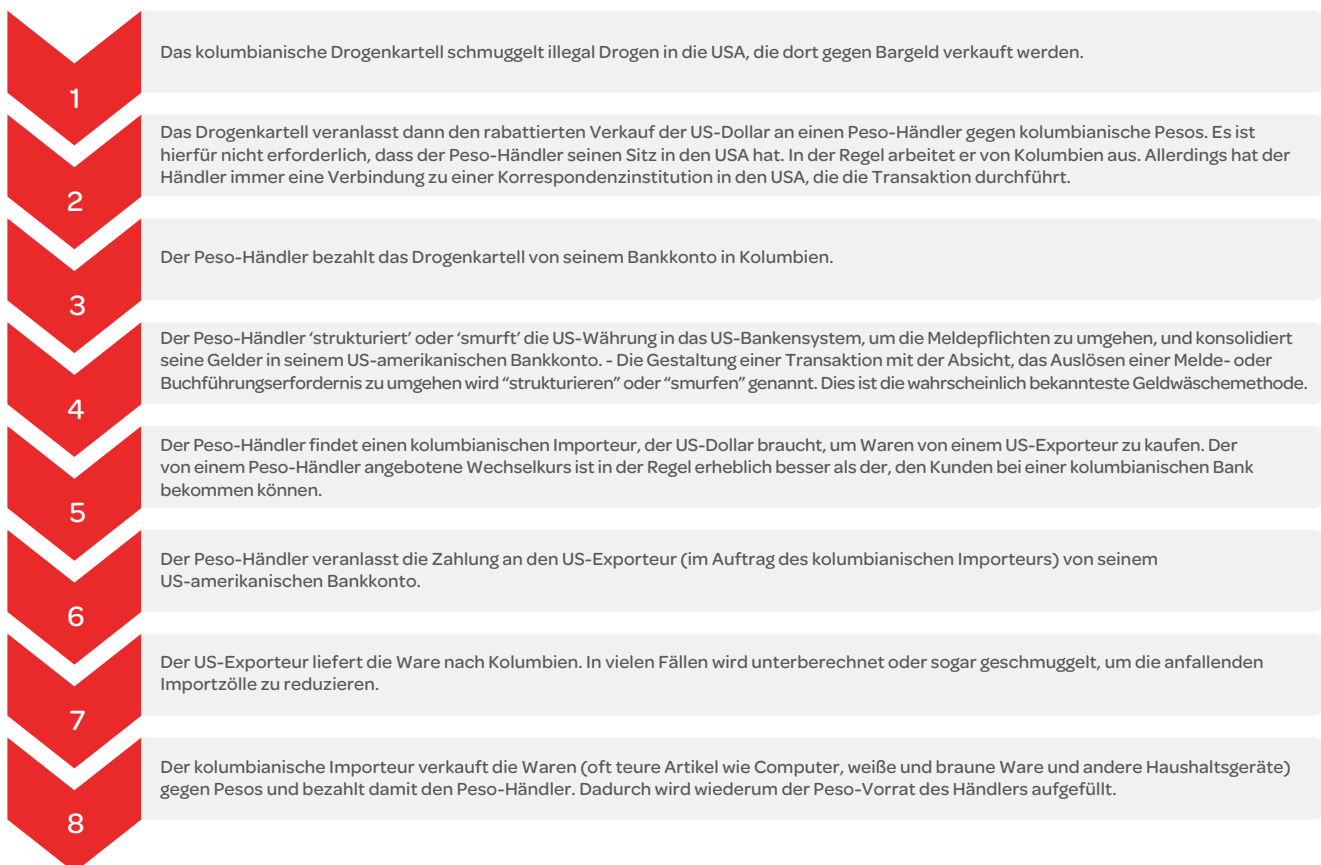 1
Das kolumbianische Drogenkartell schmuggelt illegal Drogen in die USA, die dort gegen Bargeld verkauft werden.
2
Das Drogenkartell veranlasst dann den rabattierten Verkauf der US-Dollar an einen Peso-Händler gegen kolumbianische Pesos. Es ist
hierfür nicht erforderlich, dass der Peso-Händler seinen Sitz in den USA hat. In der Regel arbeitet er von Kolumbien aus. Allerdings hat der
Händler immer eine Verbindung zu einer Korrespondenzinstitution in den USA, die die Transaktion durchführt.
3
Der Peso-Händler bezahlt das Drogenkartell von seinem Bankkonto in Kolumbien.
4
Der Peso-Händler ‘strukturiert’ oder ‘smurft’ die US-Währung in das US-Bankensystem, um die Meldepflichten zu umgehen, und konsolidiert
seine Gelder in seinem US-amerikanischen Bankkonto. - Die Gestaltung einer Transaktion mit der Absicht, das Auslösen einer Melde- oder
Buchführungserfordernis zu umgehen wird “strukturieren” oder “smurfen” genannt. Dies ist die wahrscheinlich bekannteste Geldwäschemethode.
5
Der Peso-Händler findet einen kolumbianischen Importeur, der US-Dollar braucht, um Waren von einem US-Exporteur zu kaufen. Der
von einem Peso-Händler angebotene Wechselkurs ist in der Regel erheblich besser als der, den Kunden bei einer kolumbianischen Bank
bekommen können.
6
Der Peso-Händler veranlasst die Zahlung an den US-Exporteur (im Auftrag des kolumbianischen Importeurs) von seinem
US-amerikanischen Bankkonto.
7
Der US-Exporteur liefert die Ware nach Kolumbien. In vielen Fällen wird unterberechnet oder sogar geschmuggelt, um die anfallenden
Importzölle zu reduzieren.
8
Der kolumbianische Importeur verkauft die Waren (oft teure Artikel wie Computer, weiße und braune Ware und andere Haushaltsgeräte)
gegen Pesos und bezahlt damit den Peso-Händler. Dadurch wird wiederum der Peso-Vorrat des Händlers aufgefüllt.